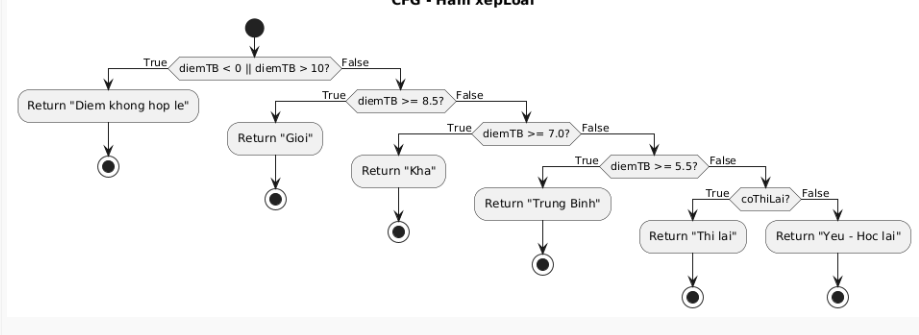 CFG - Ham xepLoai
True
diemTB < 0 || diemTB > 10?
False
Return "Diem khong hop le"
True
diemTB >= 8.5?
False
Return "Gioi"
True
diemTB >= 7.0?
False
Return "Kha"
True
diemTB >= 5.5?
False
Return "Trung Binh"
True
coThiLai?
False
Return "Thi lai"
Return "Yeu - Hoc lai"